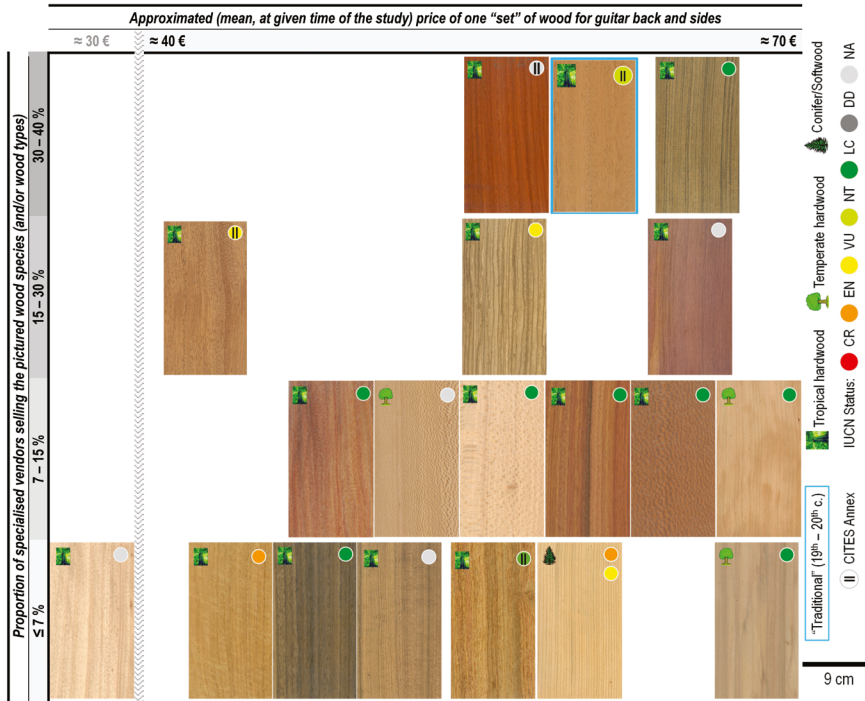 Approximated (mean, at given time of the study) price of one “set” of wood for guitar back and sides
≈ 30 €
≈ 40 €
≈ 70 €
Proportion of specialised vendors selling the pictured wood species (and/or wood types)
30 – 40 %
15 – 30 %
7 – 15 %
≤ 7 %
II
II
II
II
Tropical hardwood
Temperate hardwood
Conifer/Softwood
IUCN Status:
CR
EN
VU
NT
LC
DD
NA
“Traditional” (19th – 20th c.)
II
CITES Annex
9 cm